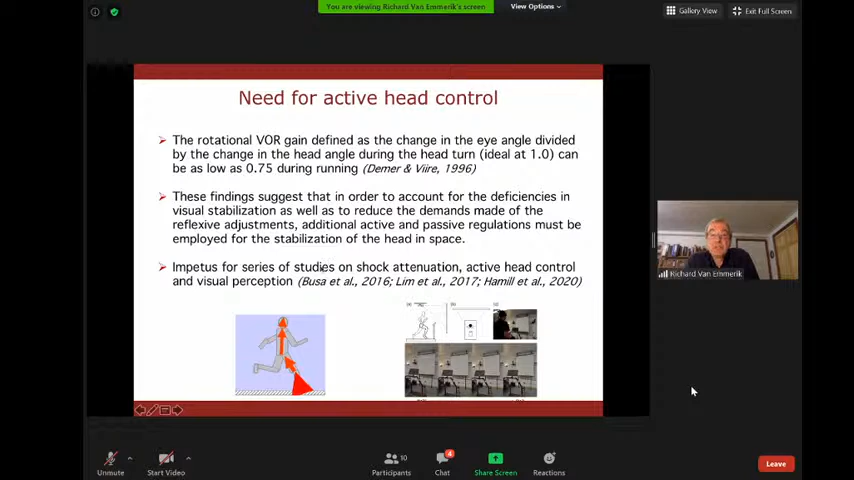 You are viewing Richard Van Emmerik's screen
View Options
Gallery View
Exit Full Screen
Need for active head control
The rotational VOR gain defined as the change in the eye angle divided
by the change in the head angle during the head turn (ideal at 1.0) can
be as low as 0.75 during running (Demer & Viire, 1996)
These findings suggest that in order to account for the deficiencies in
visual stabilization as well as to reduce the demands made of the
reflexive adjustments, additional active and passive regulations must be
employed for the stabilization of the head in space.
Impetus for series of studies on shock attenuation, active head control
and visual perception (Busa et al., 2016; Lim et al., 2017; Hamill et al., 2020)
Richard Van Emmerik
Unmute
Start Video
10
Participants
4
Chat
Share Screen
Reactions
Leave